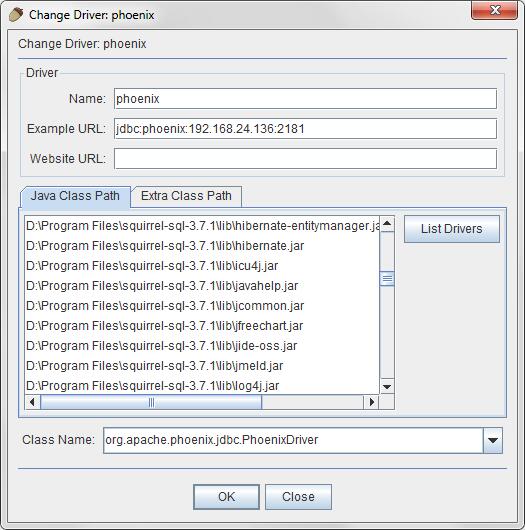 Change Driver: phoenix
Change Driver: phoenix
Driver
Name: phoenix
Example URL: jdbc:phoenix:192.168.24.136:2181
Website URL:
Java Class Path Extra Class Path
D:\Program Files\squirrel-sql-3.7.1\lib\hibernate-entitymanager.ja
List Drivers
D:\Program Files\squirrel-sql-3.7.1\lib\hibernate.jar
D:\Program Files\squirrel-sql-3.7.1\lib\icu4j.jar
D:\Program Files\squirrel-sql-3.7.1\lib\javahelp.jar
D:\Program Files\squirrel-sql-3.7.1\lib\jcommon.jar
D:\Program Files\squirrel-sql-3.7.1\lib\jfreechart.jar
D:\Program Files\squirrel-sql-3.7.1\lib\jide-oss.jar
D:\Program Files\squirrel-sql-3.7.1\lib\jmeld.jar
D:\Program Files\squirrel-sql-3.7.1\lib\log4j.jar
Class Name: org.apache.phoenix.jdbc.PhoenixDriver
OK Close